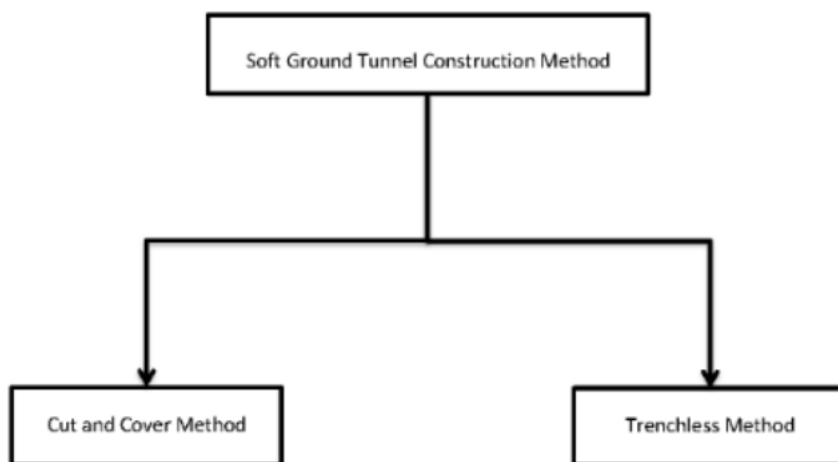 Soft Ground Tunnel Construction Method
Cut and Cover Method
Trenchless Method